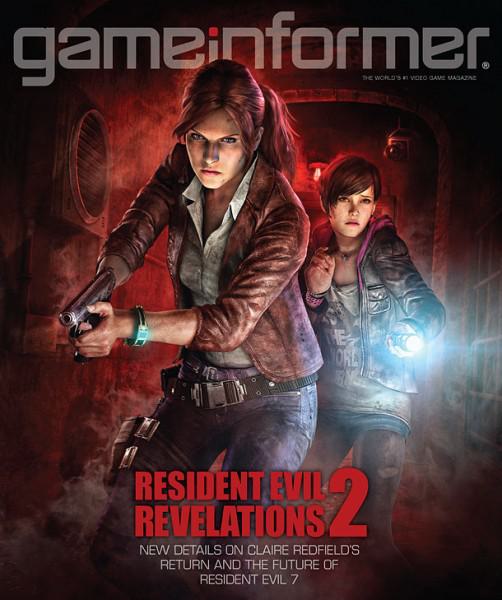 gameinformer®
THE WORLD'S #1 VIDEO GAME MAGAZINE
RESIDENT EVIL
REVELATIONS 2
NEW DETAILS ON CLAIRE REDFIELD'S
RETURN AND THE FUTURE OF
RESIDENT EVIL 7